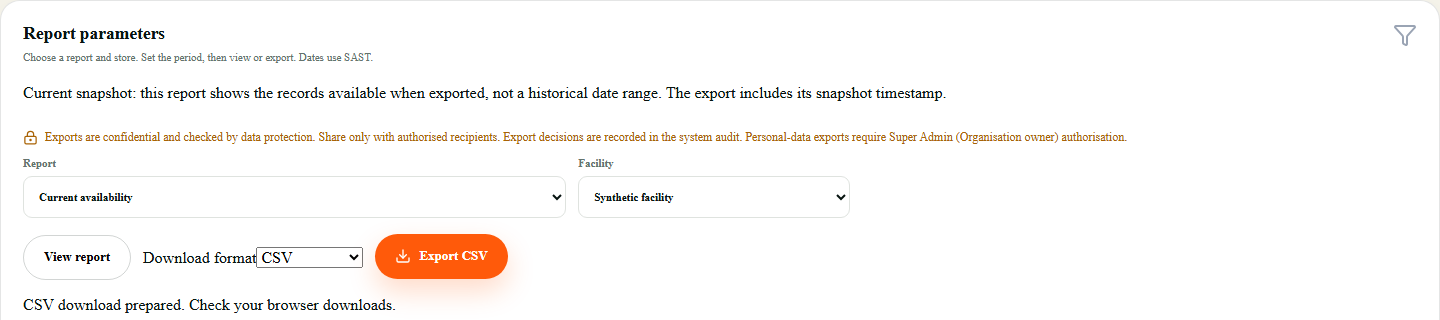 Report parameters
Choose a report and store. Set the period, then view or export. Dates use SAST.
Current snapshot: this report shows the records available when exported, not a historical date range. The export includes its snapshot timestamp.
Exports are confidential and checked by data protection. Share only with authorised recipients. Export decisions are recorded in the system audit. Personal-data exports require Super Admin (Organisation owner) authorisation.
Report
Facility
Current availability
Synthetic facility
View report
Download format
CSV
Export CSV
CSV download prepared. Check your browser downloads.